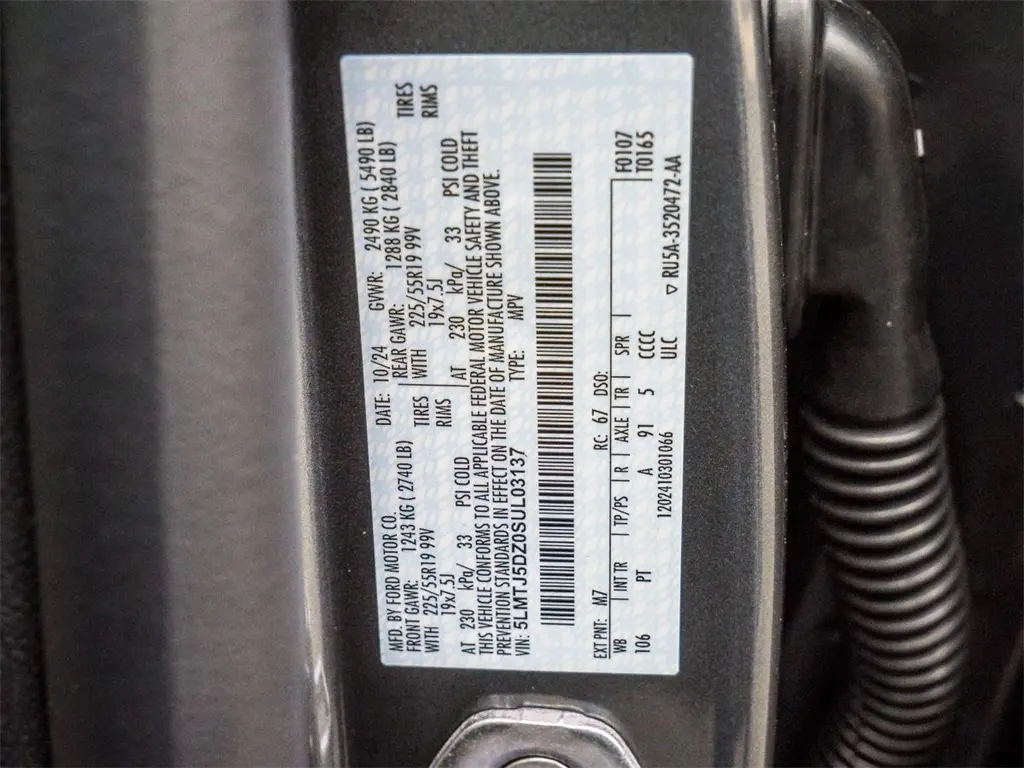 MFD. BY FORD MOTOR CO. DATE: 10/24 GVWR: 2490 KG ( 5490 LB)
FRONT GAWR: 1243 KG ( 2740 LB) REAR GAWR: 1288 KG ( 2840 LB)
WITH 225/55R19 99V TIRES WITH 225/55R19 99V TIRES
19x7.5J RIMS 19x7.5J RIMS
AT 230 kPa/ 33 PSI COLD AT 230 kPa/ 33 PSI COLD
THIS VEHICLE CONFORMS TO ALL APPLICABLE FEDERAL MOTOR VEHICLE SAFETY AND THEFT
PREVENTION STANDARDS IN EFFECT ON THE DATE OF MANUFACTURE SHOWN ABOVE.
VIN: 5LMTJ5DZ0SUL03137 TYPE: MPV
EXT PNT: M7 RC: 67 DSO: F0107
WB INT TR TP/PS R AXLE TR SPR T0165
106 PT A 91 5 CCCC
1202410301066 ULC ▽ RU5A-3520472-AA